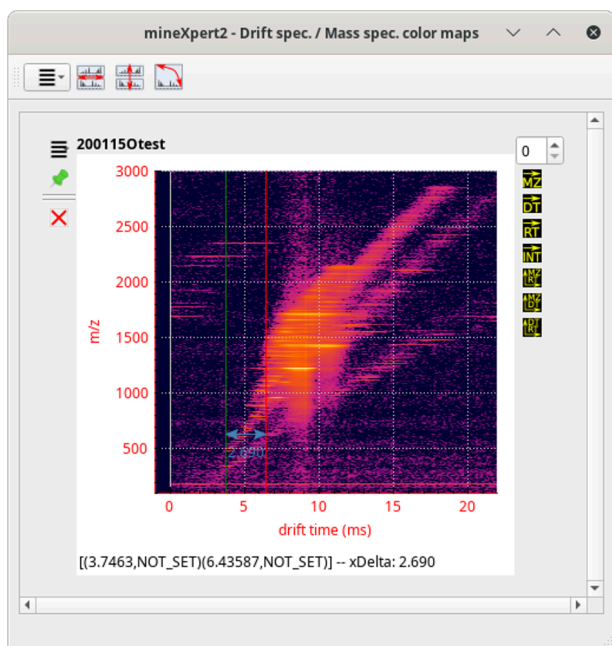 mineXpert2 - Drift spec. / Mass spec. color maps
200115Otest
0
3000
2500
2000
1500
1000
500
m/z
2.690
0 5 10 15 20
drift time (ms)
[(3.7463,NOT_SET)(6.43587,NOT_SET)] -- xDelta: 2.690
MZ
DT
RT
INT